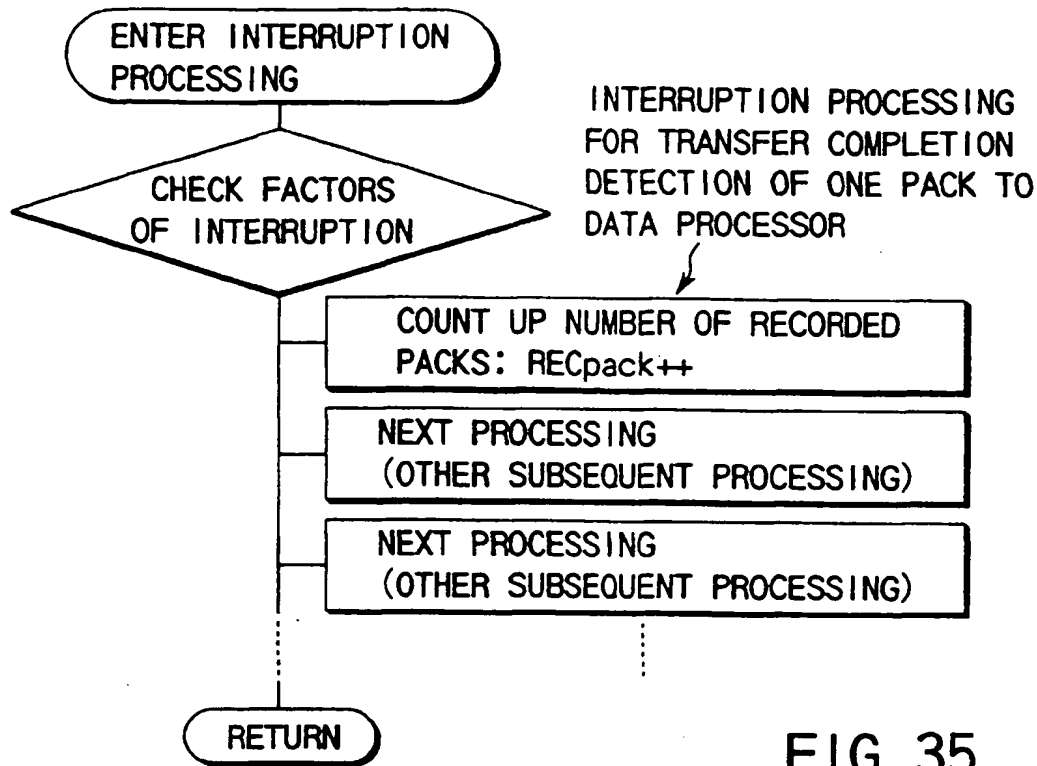 ENTER INTERRUPTION
PROCESSING
CHECK FACTORS
OF INTERRUPTION
INTERRUPTION PROCESSING
FOR TRANSFER COMPLETION
DETECTION OF ONE PACK TO
DATA PROCESSOR
COUNT UP NUMBER OF RECORDED
PACKS: RECpack++
NEXT PROCESSING
(OTHER SUBSEQUENT PROCESSING)
NEXT PROCESSING
(OTHER SUBSEQUENT PROCESSING)
RETURN
FIG. 35